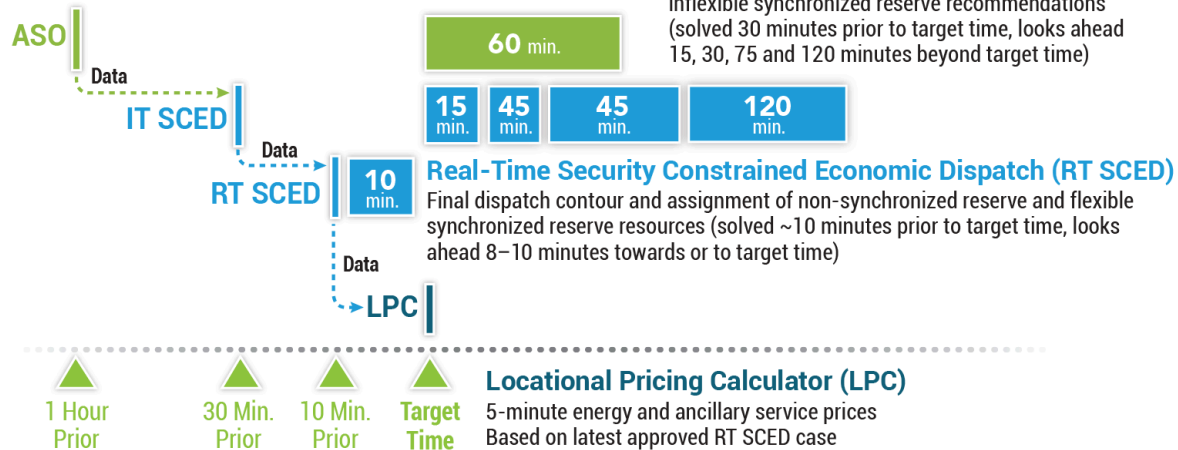 inflexible synchronized reserve recommendations
(solved 30 minutes prior to target time, looks ahead
15, 30, 75 and 120 minutes beyond target time)
ASO
60 min.
Data
IT SCED
15
min.
45
min.
45
min.
120
min.
Data
RT SCED
10
min.
Real-Time Security Constrained Economic Dispatch (RT SCED)
Final dispatch contour and assignment of non-synchronized reserve and flexible
synchronized reserve resources (solved ~10 minutes prior to target time, looks
ahead 8–10 minutes towards or to target time)
Data
LPC
1 Hour
Prior
30 Min.
Prior
10 Min.
Prior
Target
Time
Locational Pricing Calculator (LPC)
5-minute energy and ancillary service prices
Based on latest approved RT SCED case